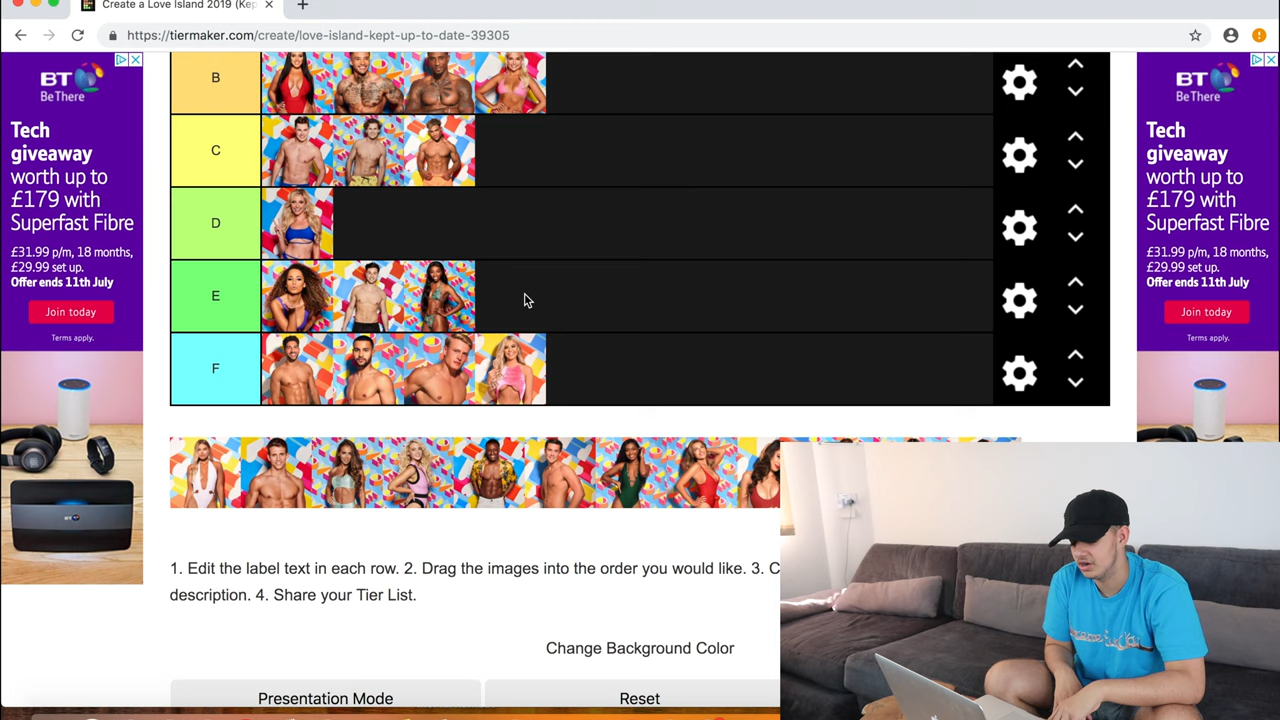 Create a Love Island 2019 (Kep
https://tiermaker.com/create/love-island-kept-up-to-date-39305
BT
Be There
Tech
giveaway
worth up to
£179 with
Superfast Fibre
£31.99 p/m, 18 months,
£29.99 set up.
Offer ends 11th July
Join today
Terms apply.
B
C
D
E
F
BT
Be There
Tech
giveaway
worth up to
£179 with
Superfast Fibre
£31.99 p/m, 18 months,
£29.99 set up.
Offer ends 11th July
Join today
Terms apply.
1. Edit the label text in each row. 2. Drag the images into the order you would like. 3. C
description. 4. Share your Tier List.
Change Background Color
Presentation Mode
Reset